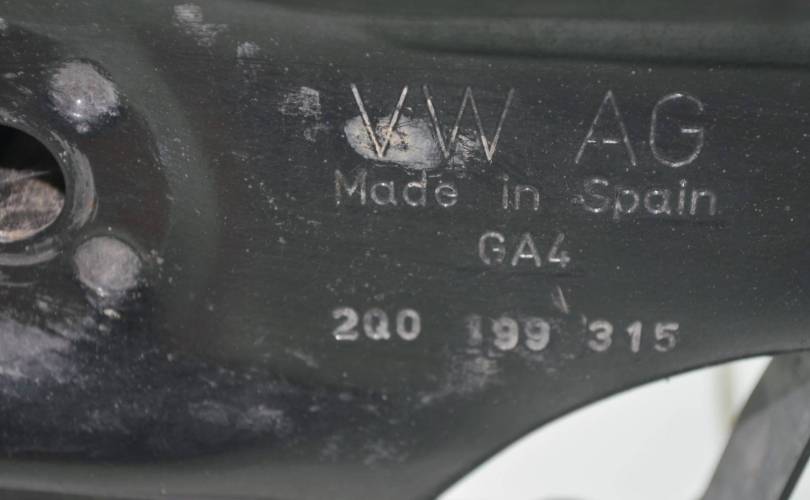 VW AG
Made in Spain
GA4
2Q0 199 315